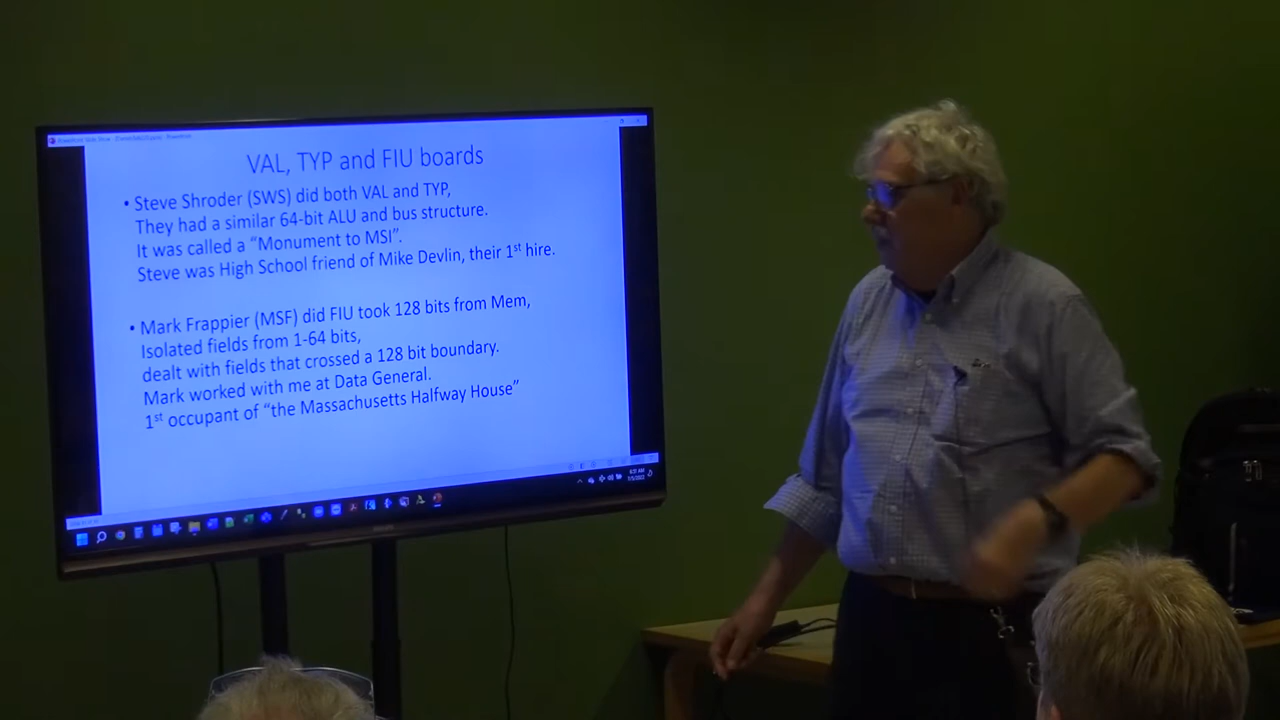 VAL, TYP and FIU boards
• Steve Shroder (SWS) did both VAL and TYP,
They had a similar 64-bit ALU and bus structure.
It was called a “Monument to MSI”.
Steve was High School friend of Mike Devlin, their 1st hire.
• Mark Frappier (MSF) did FIU took 128 bits from Mem,
Isolated fields from 1-64 bits,
dealt with fields that crossed a 128 bit boundary.
Mark worked with me at Data General.
1st occupant of “the Massachusetts Halfway House”